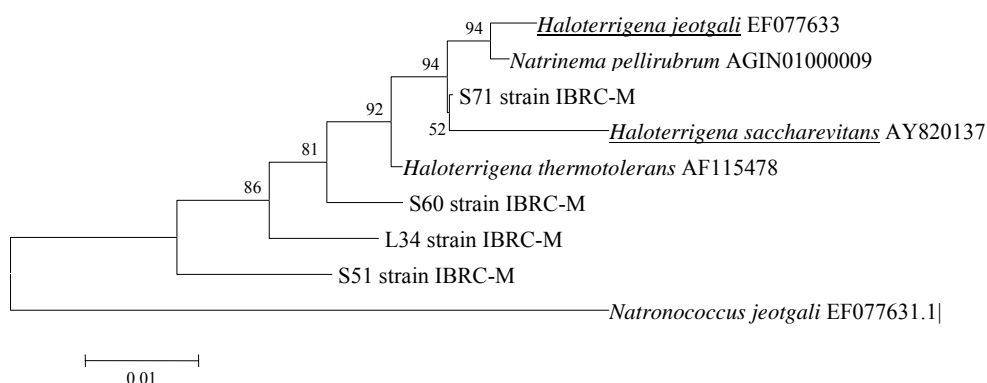 94 Haloterrigena jeotgali EF077633
94 Natrinema pellirubrum AGIN01000009
92 S71 strain IBRC-M
52 Haloterrigena saccharevitans AY820137
81 Haloterrigena thermotolerans AF115478
86 S60 strain IBRC-M
L34 strain IBRC-M
S51 strain IBRC-M
Natronococcus jeotgali EF077631.1|
0.01